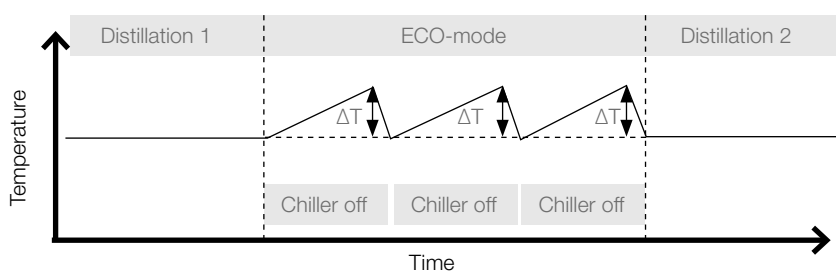 Distillation 1 ECO-mode Distillation 2
Temperature
ΔT ΔT ΔT
Chiller off Chiller off Chiller off
Time